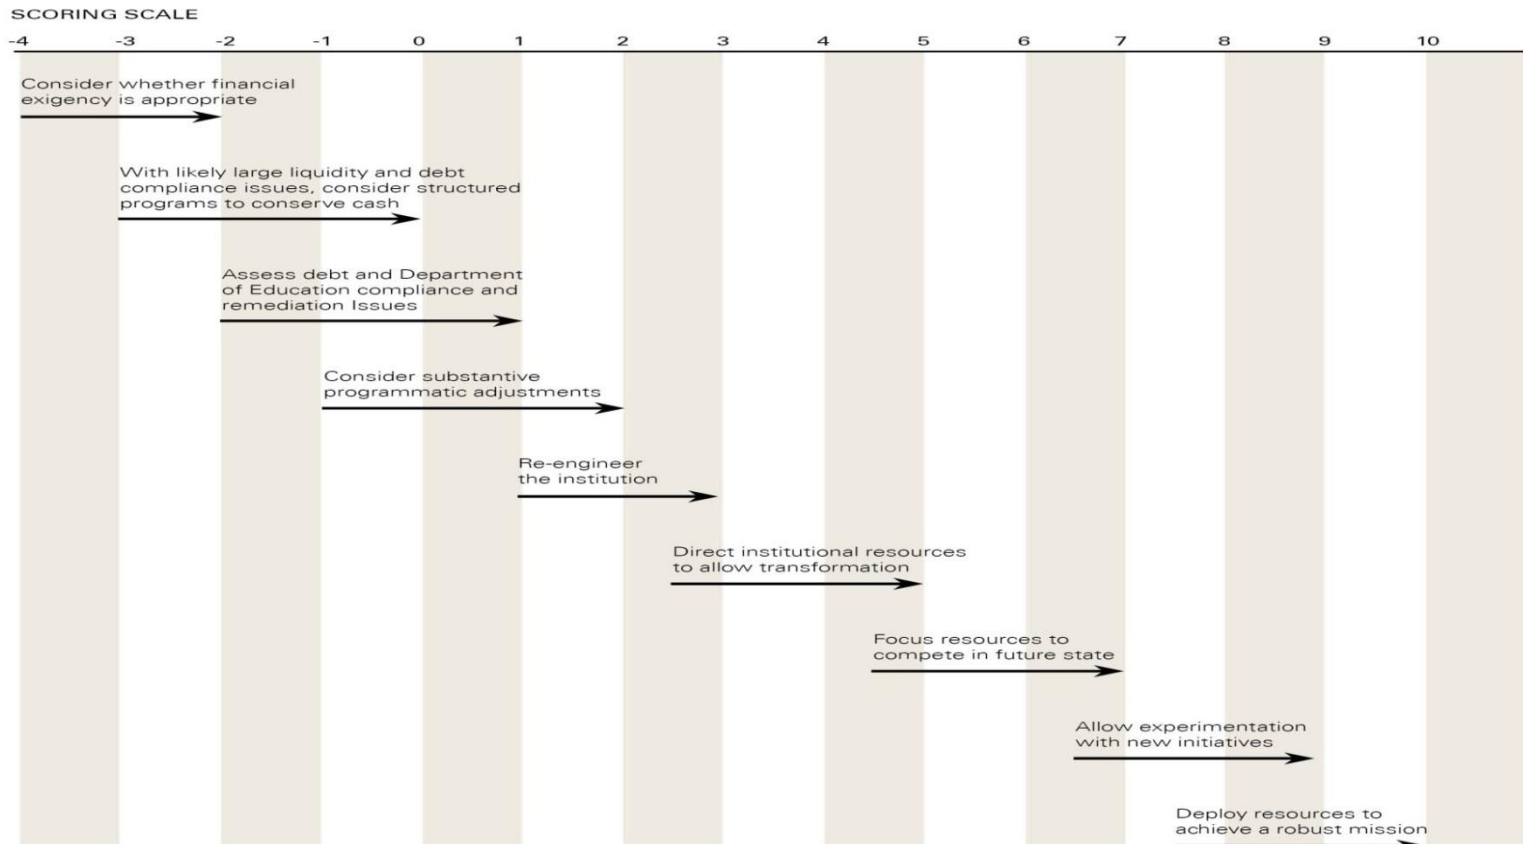 SCORING SCALE
-4 -3 -2 -1 0 1 2 3 4 5 6 7 8 9 10
Consider whether financial
exigency is appropriate
With likely large liquidity and debt
compliance issues, consider structured
programs to conserve cash
Assess debt and Department
of Education compliance and
remediation Issues
Consider substantive
programmatic adjustments
Re-engineer
the institution
Direct institutional resources
to allow transformation
Focus resources to
compete in future state
Allow experimentation
with new initiatives
Deploy resources to
achieve a robust mission